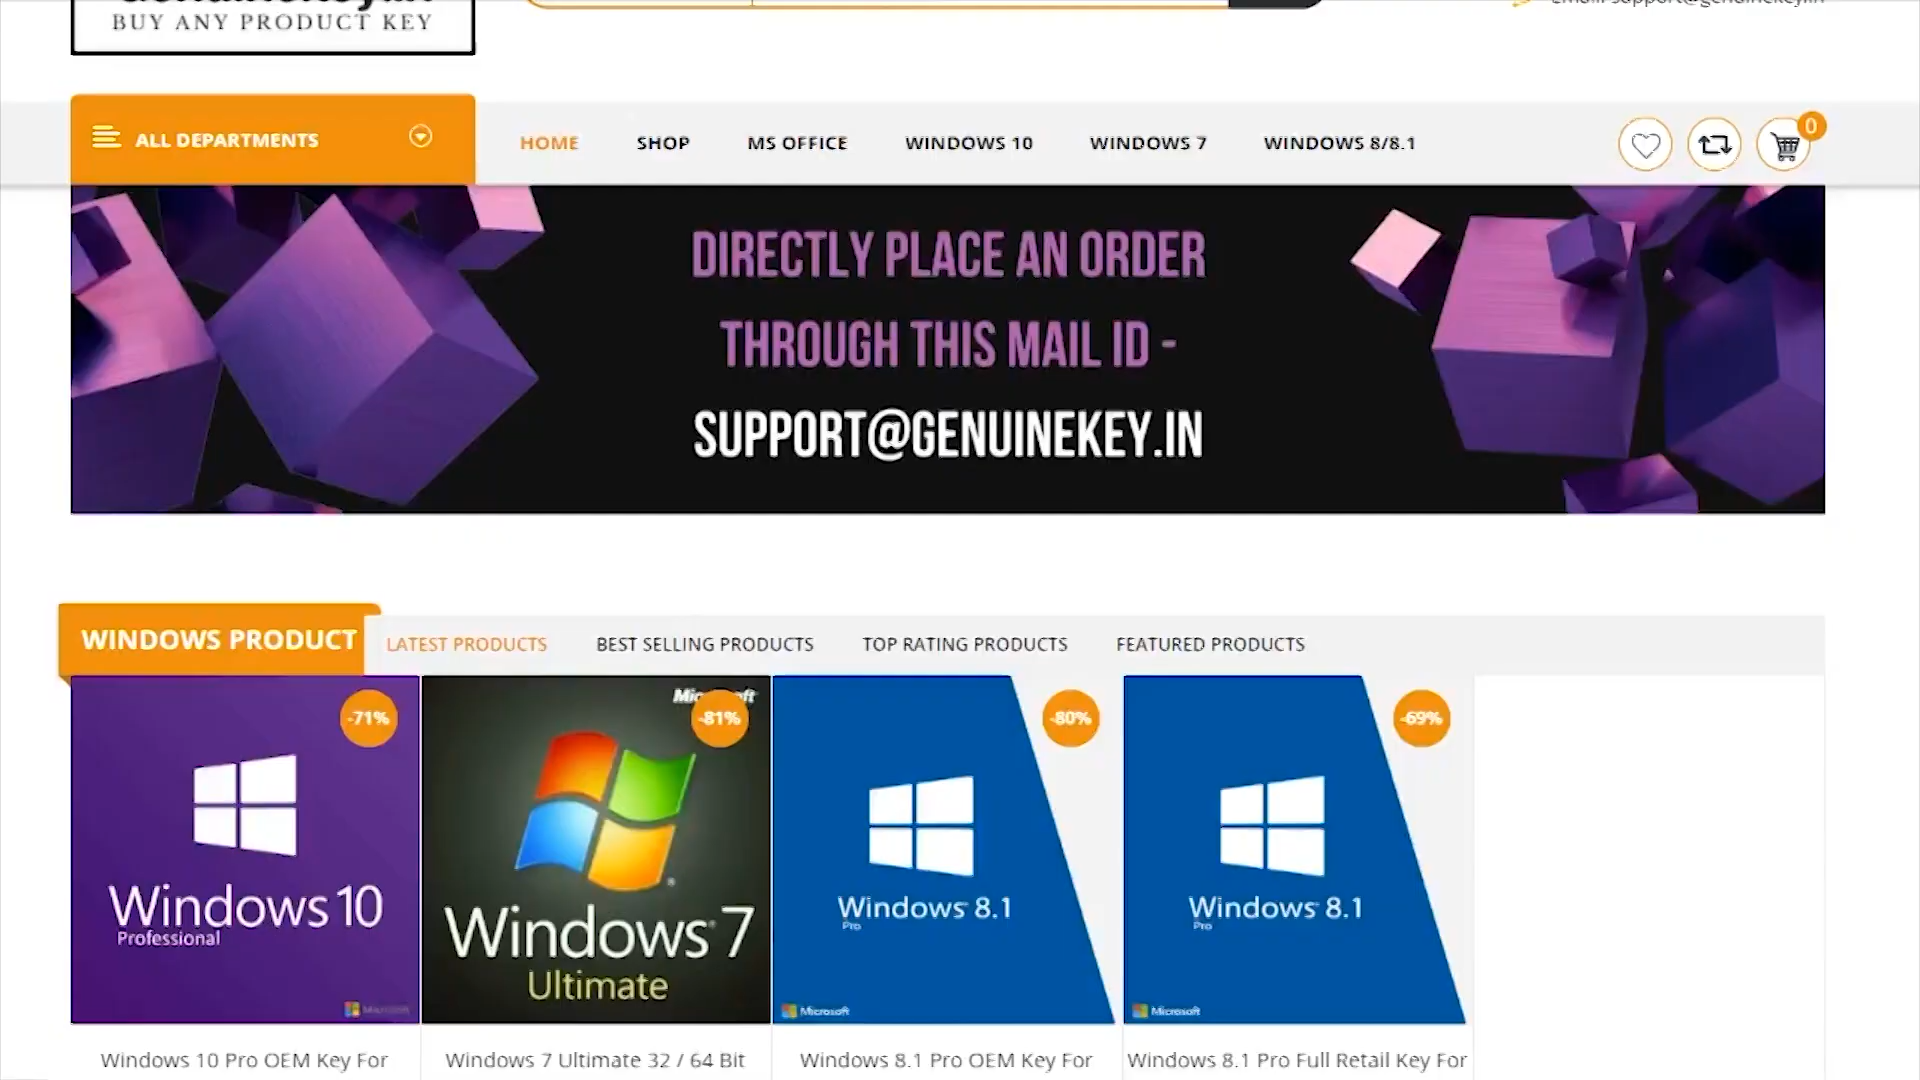 BUY ANY PRODUCT KEY
ALL DEPARTMENTS
HOME
SHOP
MS OFFICE
WINDOWS 10
WINDOWS 7
WINDOWS 8/8.1
0
DIRECTLY PLACE AN ORDER
THROUGH THIS MAIL ID -
SUPPORT@GENUINEKEY.IN
WINDOWS PRODUCT
LATEST PRODUCTS
BEST SELLING PRODUCTS
TOP RATING PRODUCTS
FEATURED PRODUCTS
-71%
Windows 10
Professional
Microsoft
-81%
Windows 7
Ultimate
-80%
Windows 8.1
Pro
Microsoft
-69%
Windows 8.1
Pro
Microsoft
Windows 10 Pro OEM Key For
Windows 7 Ultimate 32 / 64 Bit
Windows 8.1 Pro OEM Key For
Windows 8.1 Pro Full Retail Key For